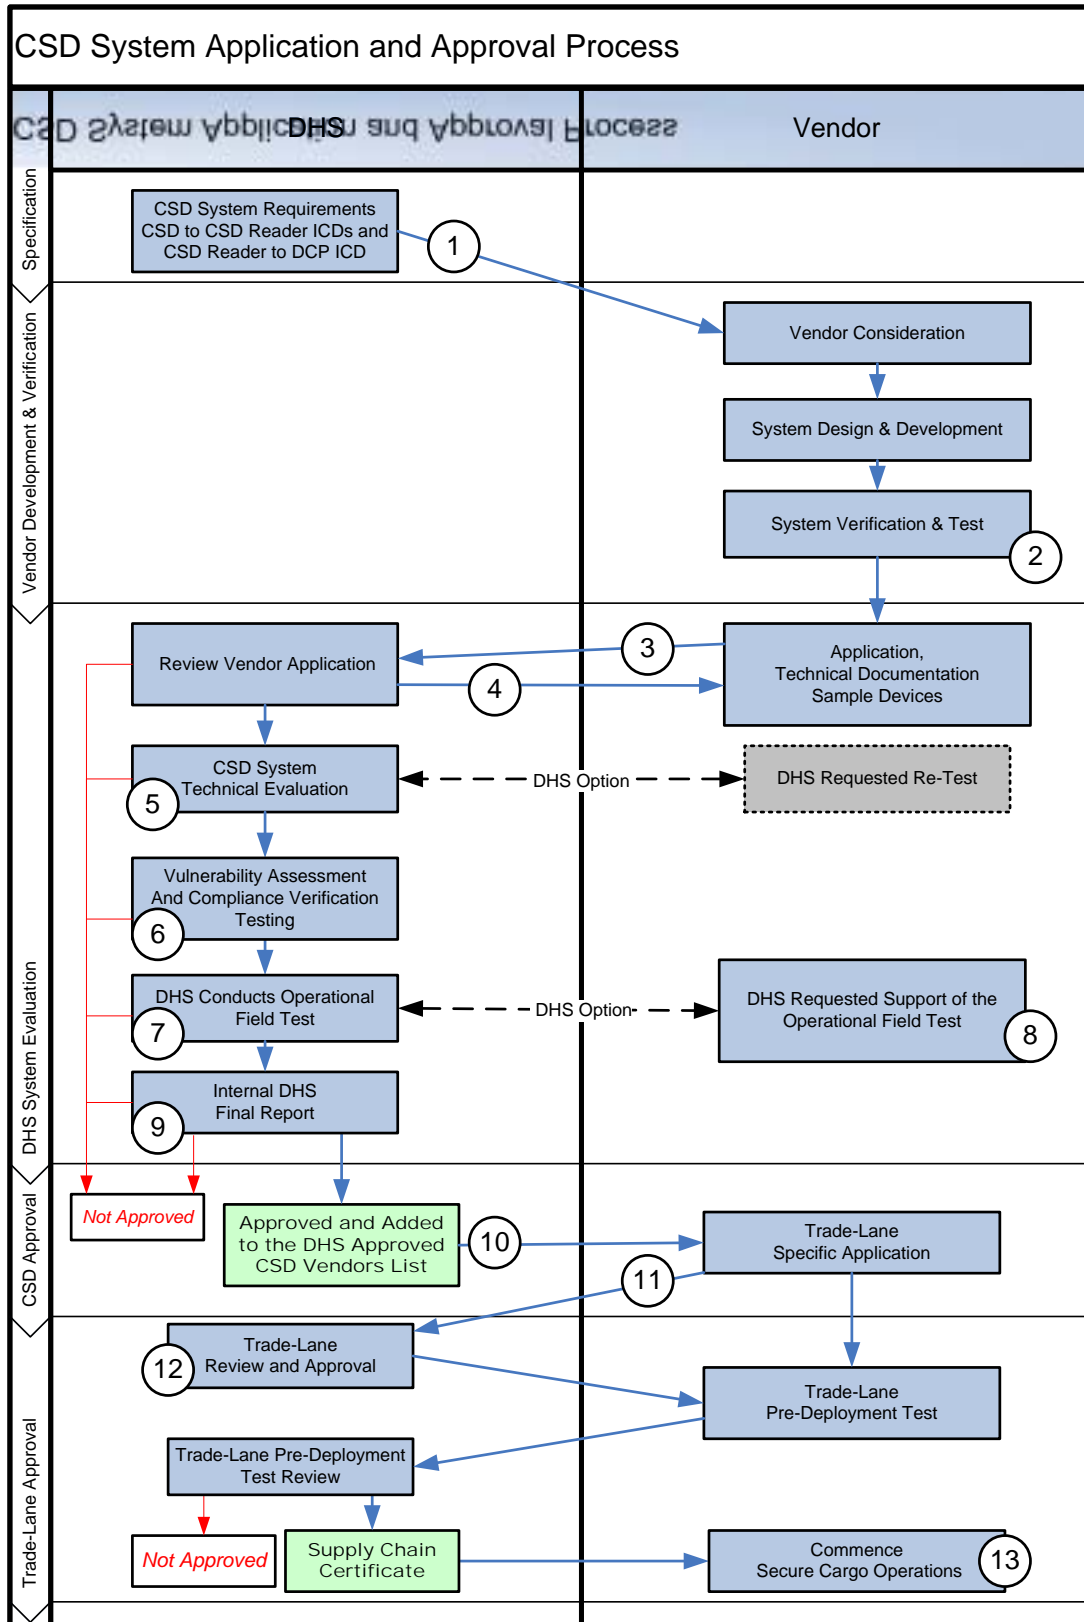 CSD System Application and Approval Process
CSD System Application and Approval Process
DHS
Vendor
Specification
CSD System Requirements
CSD to CSD Reader ICDs and
CSD Reader to DCP ICD
1
Vendor Development & Verification
Vendor Consideration
System Design & Development
System Verification & Test
2
DHS System Evaluation
Review Vendor Application
3
4
Application,
Technical Documentation
Sample Devices
CSD System
Technical Evaluation
5
DHS Option
DHS Requested Re-Test
Vulnerability Assessment
And Compliance Verification
Testing
6
DHS Conducts Operational
Field Test
7
DHS Option
DHS Requested Support of the
Operational Field Test
8
Internal DHS
Final Report
9
CSD Approval
Not Approved
Approved and Added
to the DHS Approved
CSD Vendors List
10
Trade-Lane
Specific Application
11
Trade-Lane Approval
Trade-Lane
Review and Approval
12
Trade-Lane
Pre-Deployment Test
Trade-Lane Pre-Deployment
Test Review
Not Approved
Supply Chain
Certificate
Commence
Secure Cargo Operations
13